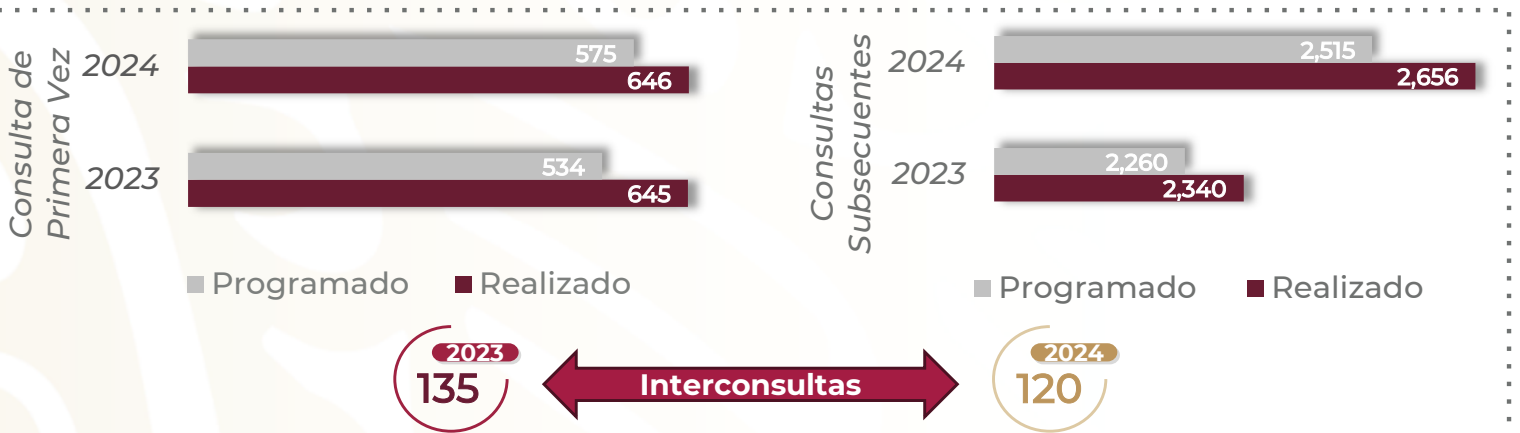 Consulta de
Primera Vez
2024
575
646
2023
534
645
Programado
Realizado
Consultas
Subsecuentes
2024
2,515
2,656
2023
2,260
2,340
Programado
Realizado
2023
135
Interconsultas
2024
120